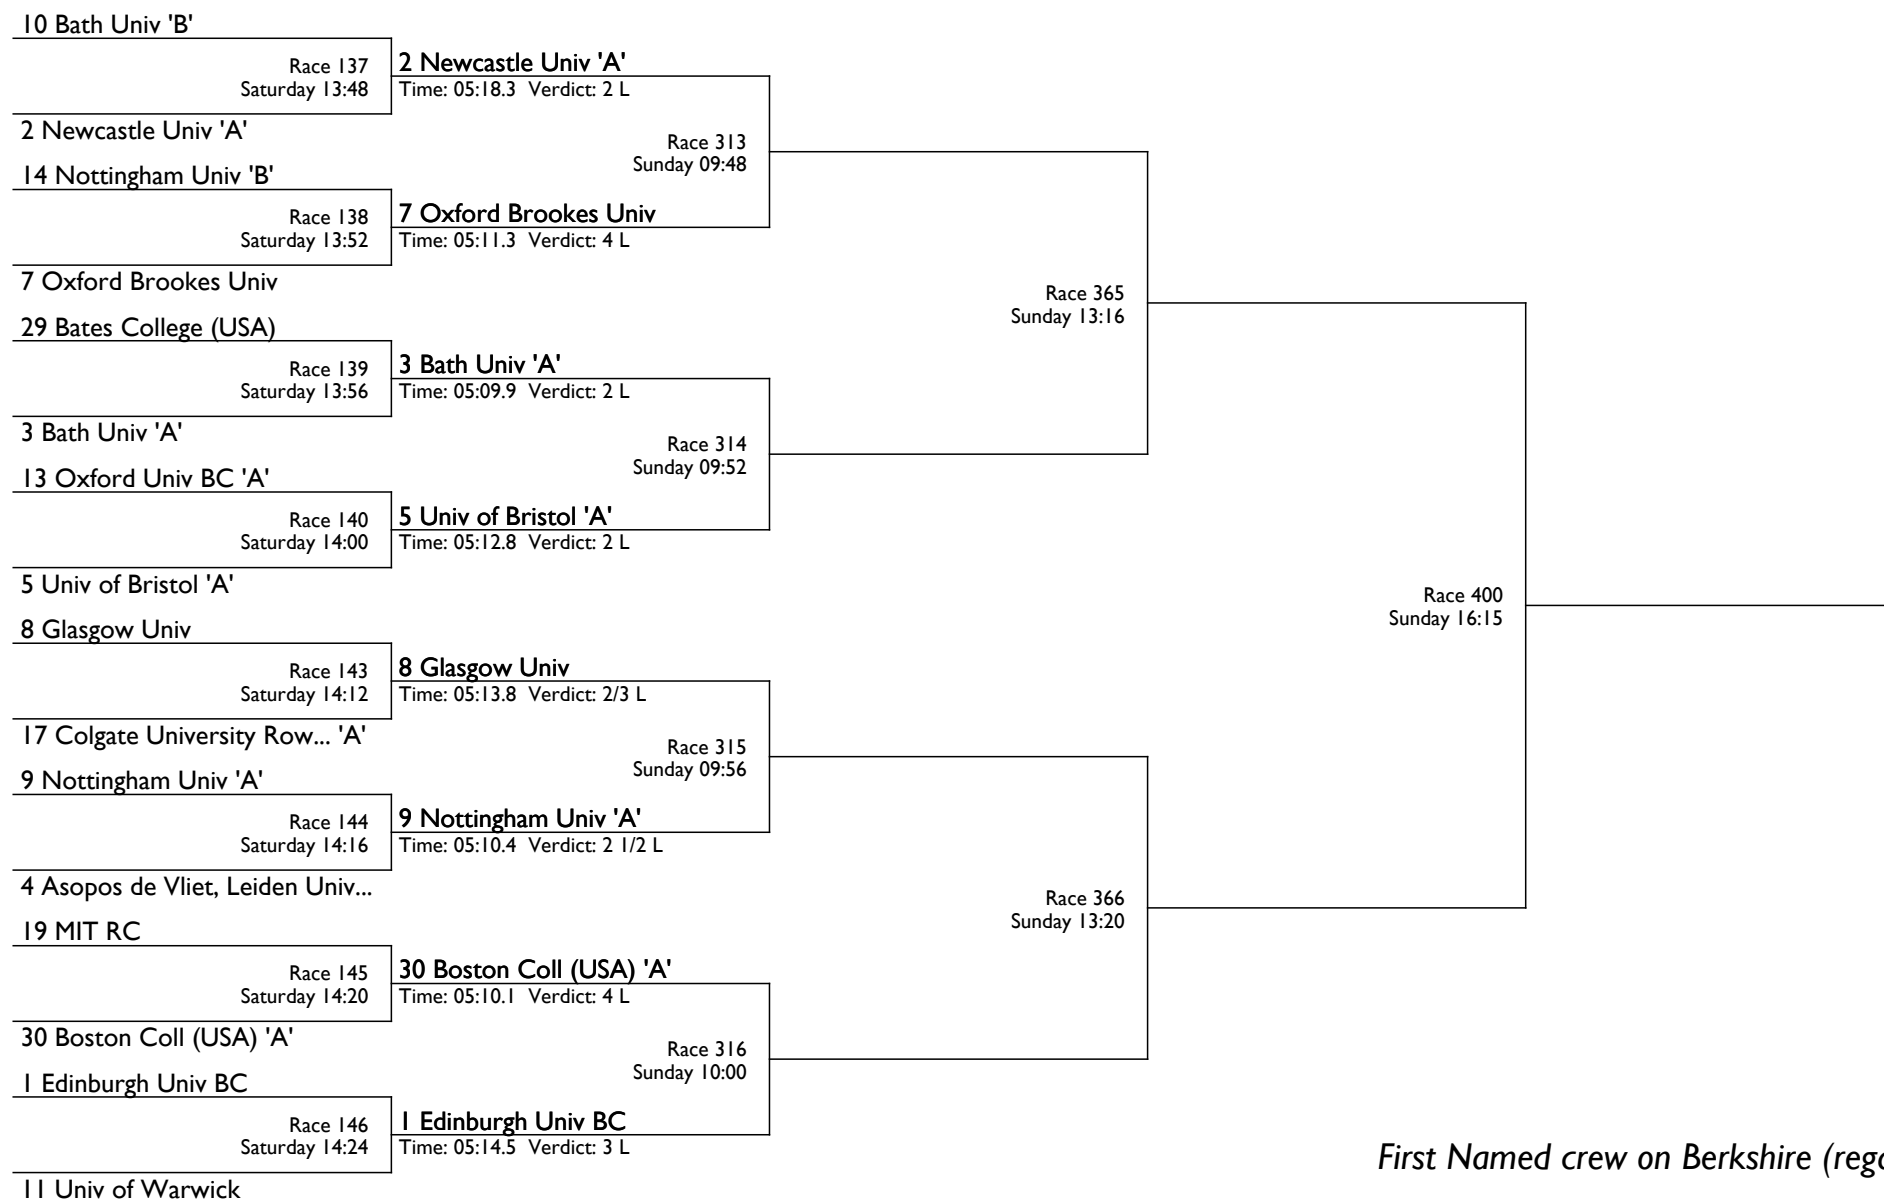 10 Bath Univ 'B'
Race 137
Saturday 13:48
2 Newcastle Univ 'A'
Time: 05:18.3 Verdict: 2 L
2 Newcastle Univ 'A'
Race 313
Sunday 09:48
14 Nottingham Univ 'B'
Race 138
Saturday 13:52
7 Oxford Brookes Univ
Time: 05:11.3 Verdict: 4 L
7 Oxford Brookes Univ
Race 365
Sunday 13:16
29 Bates College (USA)
Race 139
Saturday 13:56
3 Bath Univ 'A'
Time: 05:09.9 Verdict: 2 L
3 Bath Univ 'A'
Race 314
Sunday 09:52
13 Oxford Univ BC 'A'
Race 140
Saturday 14:00
5 Univ of Bristol 'A'
Time: 05:12.8 Verdict: 2 L
5 Univ of Bristol 'A'
Race 400
Sunday 16:15
8 Glasgow Univ
Race 143
Saturday 14:12
8 Glasgow Univ
Time: 05:13.8 Verdict: 2/3 L
17 Colgate University Row... 'A'
Race 315
Sunday 09:56
9 Nottingham Univ 'A'
Race 144
Saturday 14:16
9 Nottingham Univ 'A'
Time: 05:10.4 Verdict: 2 1/2 L
4 Asopos de Vliet, Leiden Univ...
Race 366
Sunday 13:20
19 MIT RC
Race 145
Saturday 14:20
30 Boston Coll (USA) 'A'
Time: 05:10.1 Verdict: 4 L
30 Boston Coll (USA) 'A'
Race 316
Sunday 10:00
1 Edinburgh Univ BC
Race 146
Saturday 14:24
1 Edinburgh Univ BC
Time: 05:14.5 Verdict: 3 L
11 Univ of Warwick
First Named crew on Berkshire